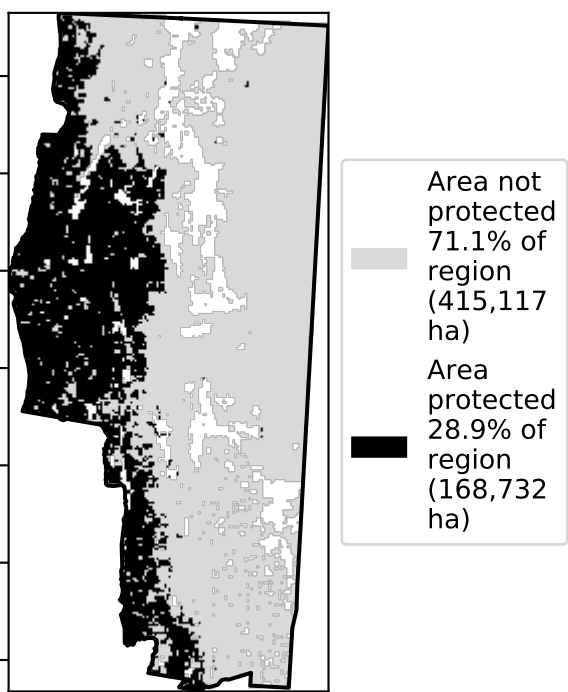 Area not
protected
71.1% of
region
(415,117
ha)
Area
protected
28.9% of
region
(168,732
ha)